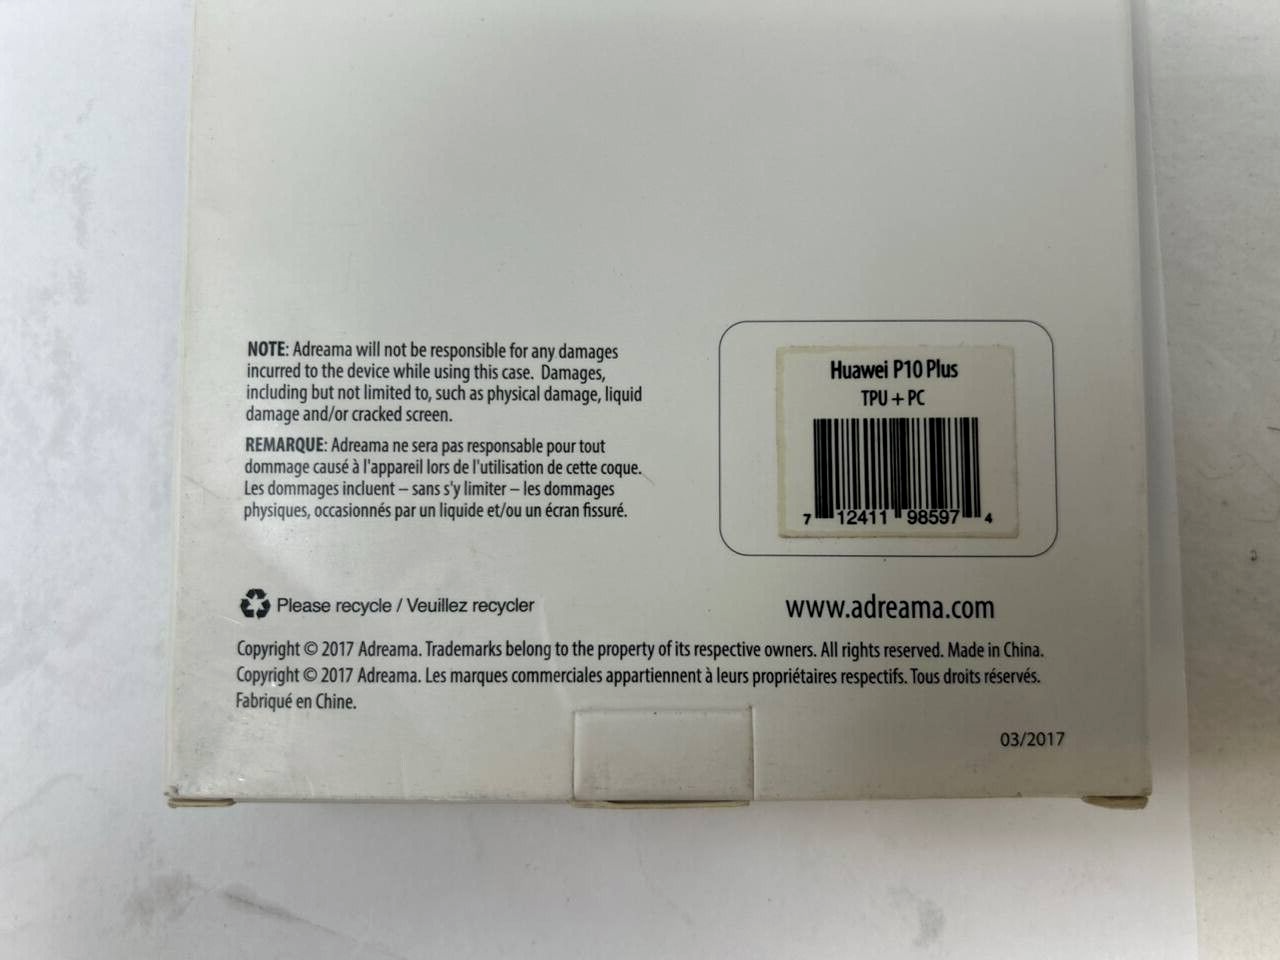 NOTE: Adreama will not be responsible for any damages
incurred to the device while using this case. Damages,
including but not limited to, such as physical damage, liquid
damage and/or cracked screen.
REMARQUE: Adreama ne sera pas responsable pour tout
dommage causé à l'appareil lors de l'utilisation de cette coque.
Les dommages incluent – sans s'y limiter – les dommages
physiques, occasionnés par un liquide et/ou un écran fissuré.
Huawei P10 Plus
TPU + PC
7 12411 98597 4
Please recycle / Veuillez recycler
www.adreama.com
Copyright © 2017 Adreama. Trademarks belong to the property of its respective owners. All rights reserved. Made in China.
Copyright © 2017 Adreama. Les marques commerciales appartiennent à leurs propriétaires respectifs. Tous droits réservés.
Fabriqué en Chine.
03/2017